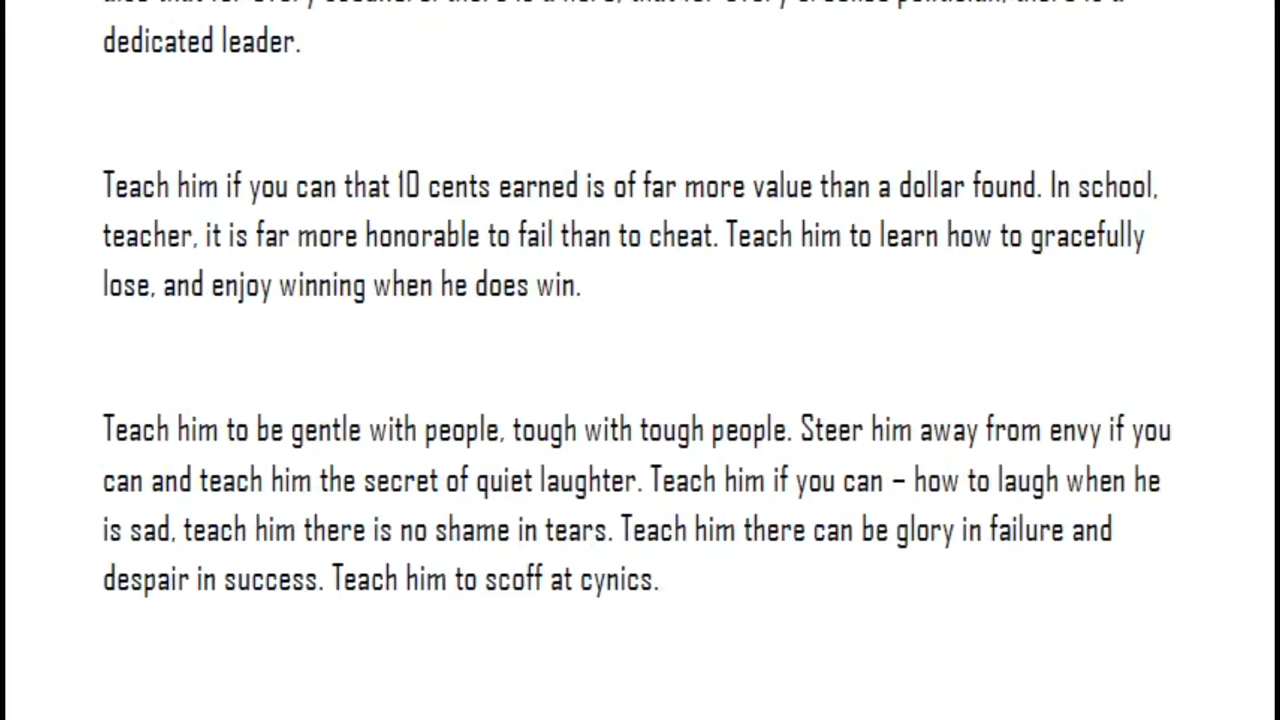 dedicated leader.
Teach him if you can that 10 cents earned is of far more value than a dollar found. In school,
teacher, it is far more honorable to fail than to cheat. Teach him to learn how to gracefully
lose, and enjoy winning when he does win.
Teach him to be gentle with people, tough with tough people. Steer him away from envy if you
can and teach him the secret of quiet laughter. Teach him if you can – how to laugh when he
is sad, teach him there is no shame in tears. Teach him there can be glory in failure and
despair in success. Teach him to scoff at cynics.